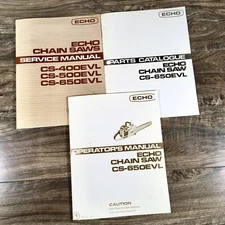 ECHO
ECHO
CHAIN SAWS
SERVICE MANUAL
CS-400EVL
CS-500EVL
CS-650EVL
ECHO
PARTS CATALOGUE
ECHO
CHAIN SAWS
CS-650EVL
ECHO
OPERATOR'S MANUAL
ECHO
CHAIN SAW
CS-650EVL
CAUTION